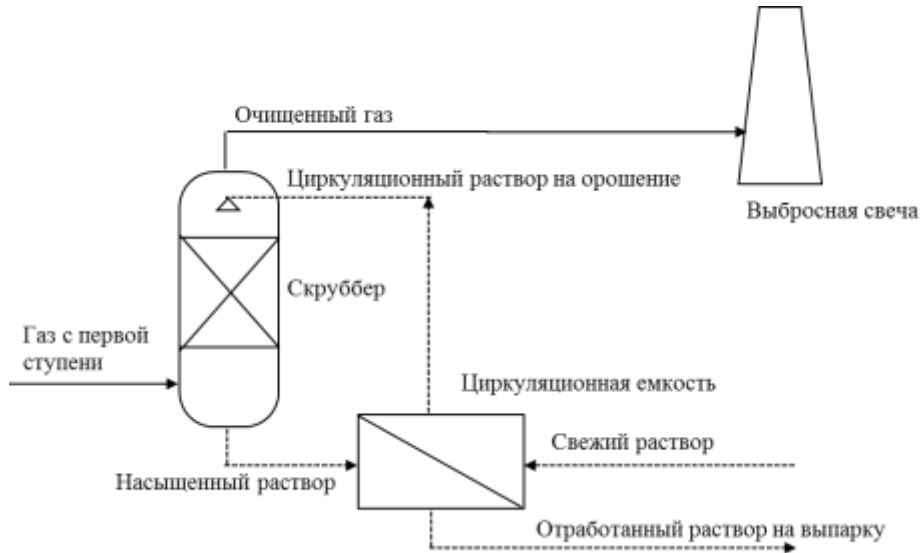 Очищенный газ
Циркуляционный раствор на орошение
Выбросная свеча
Скруббер
Газ с первой
ступени
Циркуляционная емкость
Свежий раствор
Насыщенный раствор
Отработанный раствор на выпарку